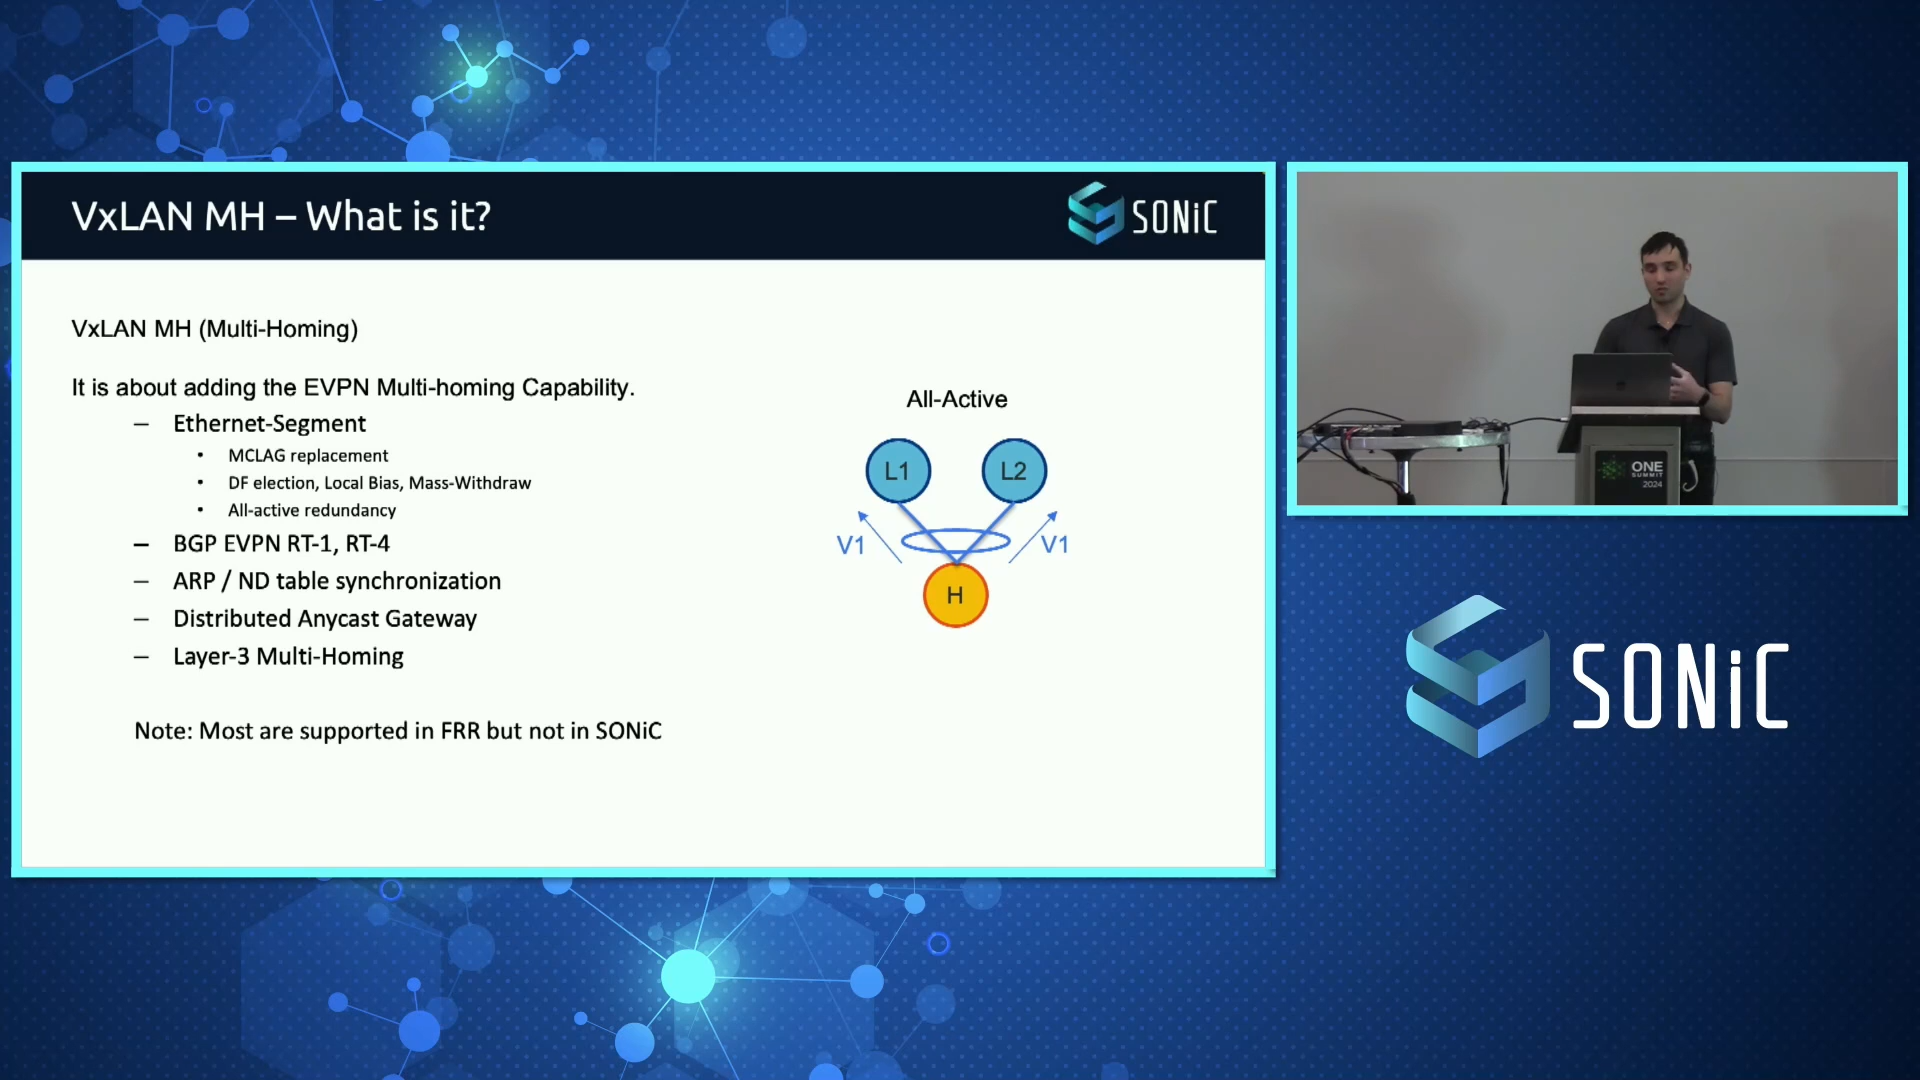 VxLAN MH – What is it?
SONiC
VxLAN MH (Multi-Homing)
It is about adding the EVPN Multi-homing Capability.
– Ethernet-Segment
• MCLAG replacement
• DF election, Local Bias, Mass-Withdraw
• All-active redundancy
– BGP EVPN RT-1, RT-4
– ARP / ND table synchronization
– Distributed Anycast Gateway
– Layer-3 Multi-Homing
Note: Most are supported in FRR but not in SONiC
All-Active
L1 L2
V1 V1
H
ONE
SUMMIT
2024
SONiC